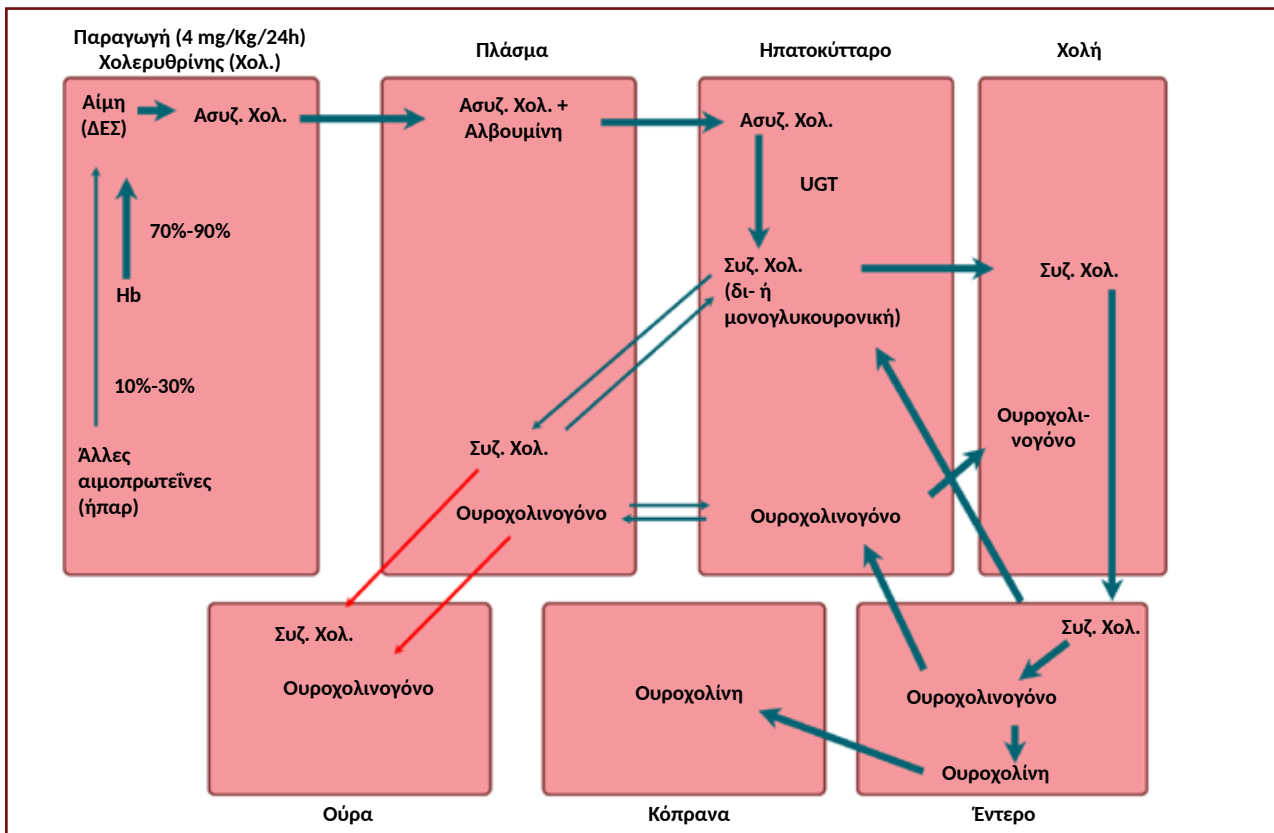 Παραγωγή (4 mg/Kg/24h)
Χολερυθρίνης (Χολ.)
Πλάσμα
Ηπατοκύτταρο
Χολή
Αίμη
(ΔΕΣ)
Ασυζ. Χολ.
70%-90%
Hb
10%-30%
Άλλες
αιμοπρωτεΐνες
(ήπαρ)
Ασυζ. Χολ. +
Αλβουμίνη
Συζ. Χολ.
Ουροχολινογόνο
Ασυζ. Χολ.
UGT
Συζ. Χολ.
(δι- ή
μονογλυκουρονική)
Ουροχολινογόνο
Συζ. Χολ.
Ουροχολι-
νογόνο
Συζ. Χολ.
Ουροχολινογόνο
Ουροχολίνη
Συζ. Χολ.
Ουροχολινογόνο
Ουροχολίνη
Ούρα
Κόπρανα
Έντερο